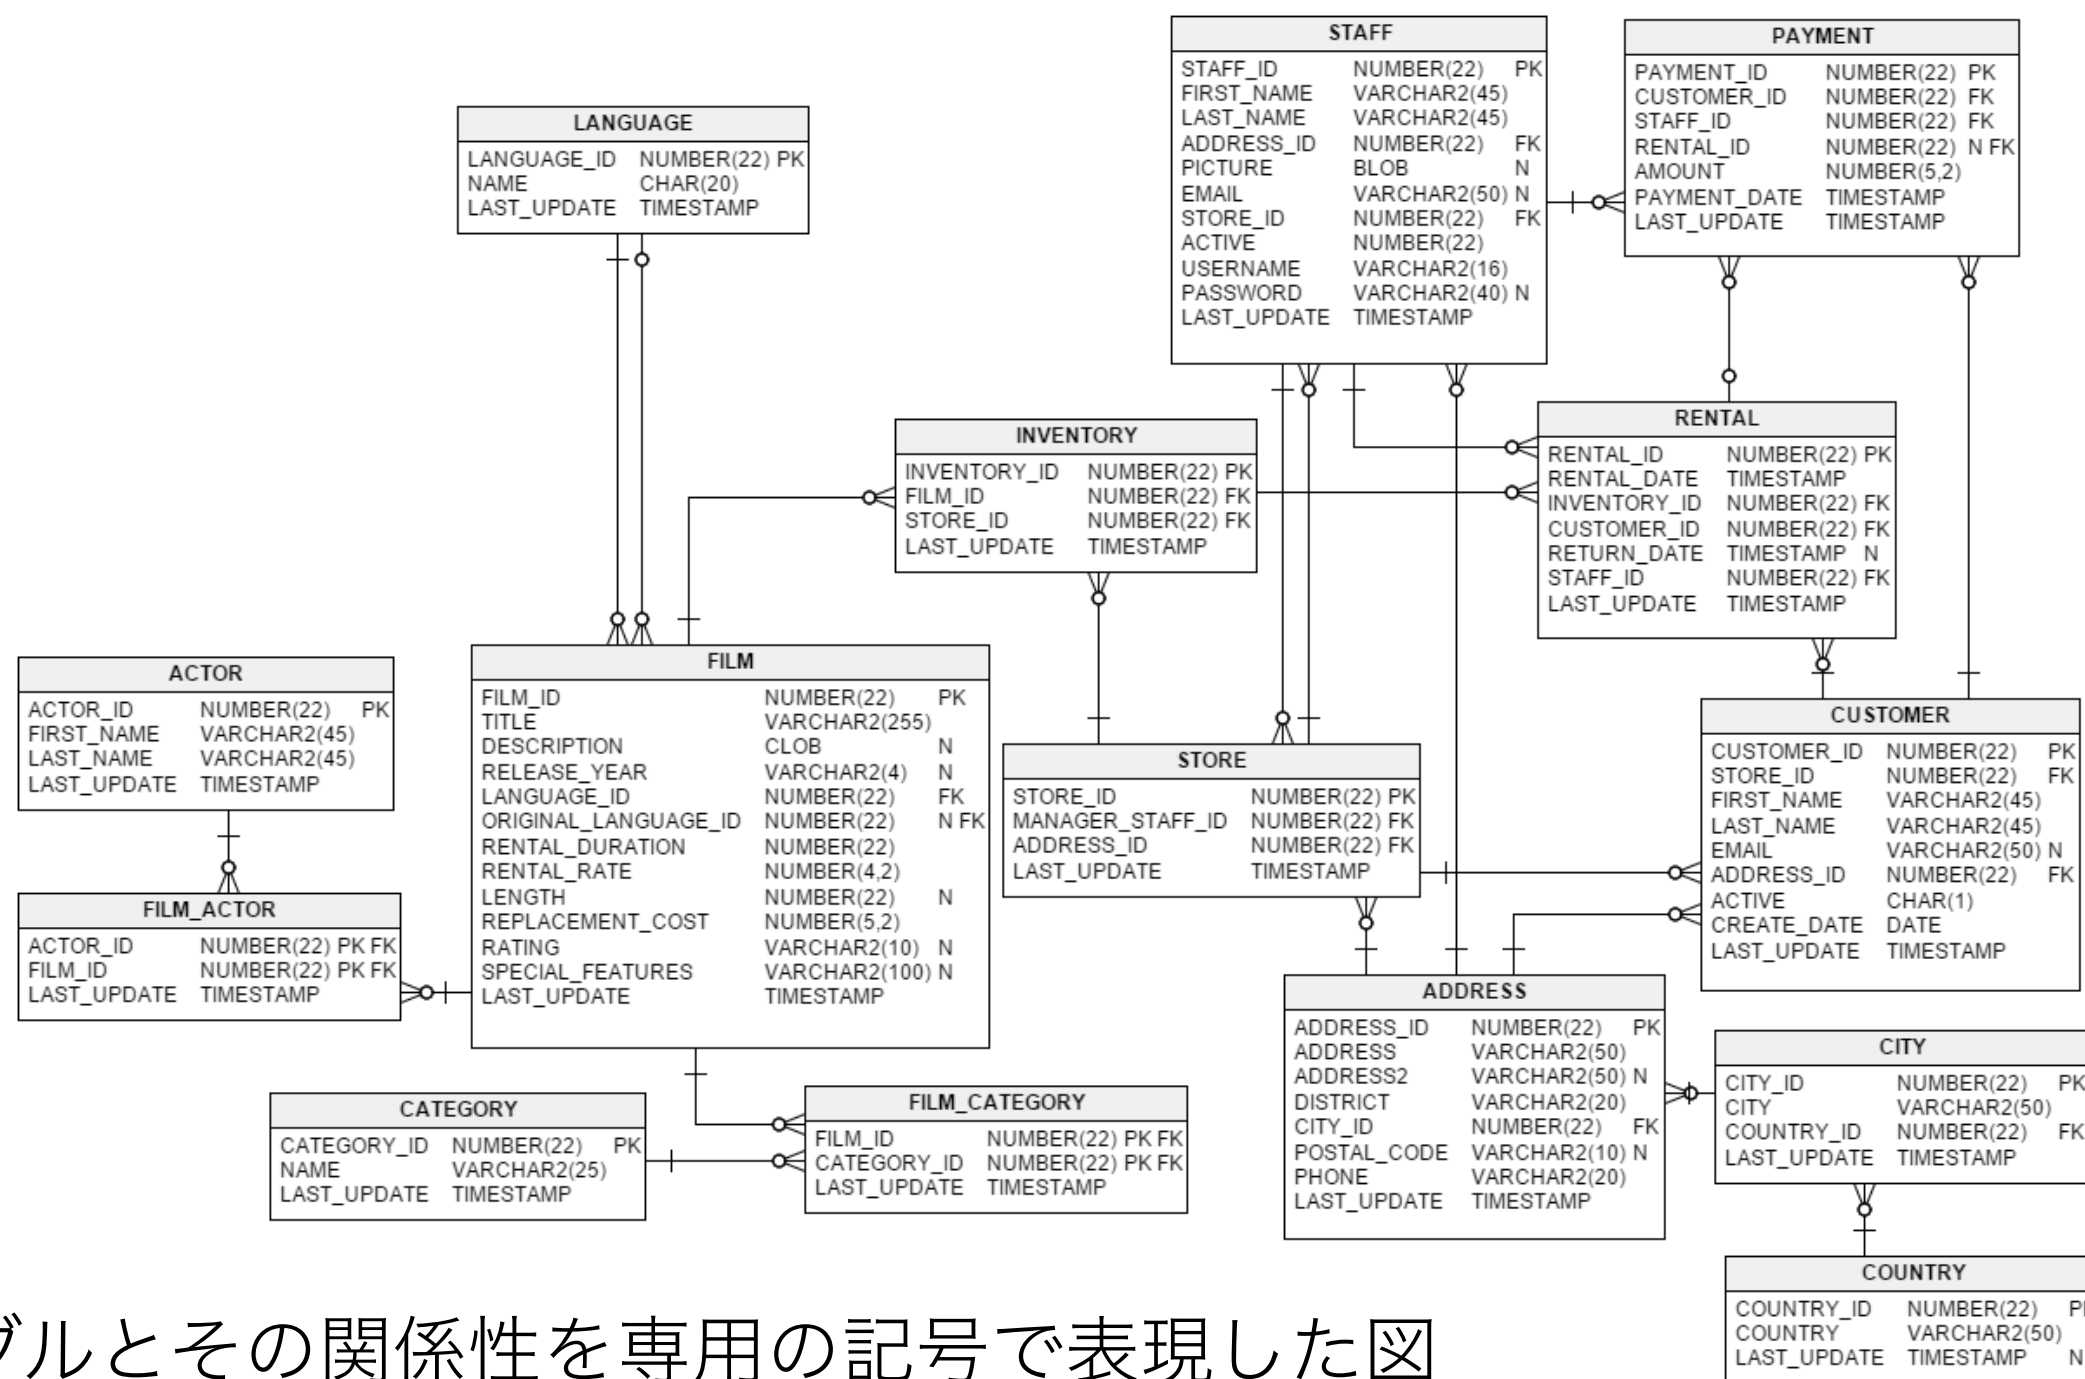 STAFF
STAFF_ID NUMBER(22) PK
FIRST_NAME VARCHAR2(45)
LAST_NAME VARCHAR2(45)
ADDRESS_ID NUMBER(22) FK
PICTURE BLOB N
EMAIL VARCHAR2(50) N
STORE_ID NUMBER(22) FK
ACTIVE NUMBER(22)
USERNAME VARCHAR2(16)
PASSWORD VARCHAR2(40) N
LAST_UPDATE TIMESTAMP
PAYMENT
PAYMENT_ID NUMBER(22) PK
CUSTOMER_ID NUMBER(22) FK
STAFF_ID NUMBER(22) FK
RENTAL_ID NUMBER(22) N FK
AMOUNT NUMBER(5,2)
PAYMENT_DATE TIMESTAMP
LAST_UPDATE TIMESTAMP
LANGUAGE
LANGUAGE_ID NUMBER(22) PK
NAME CHAR(20)
LAST_UPDATE TIMESTAMP
INVENTORY
INVENTORY_ID NUMBER(22) PK
FILM_ID NUMBER(22) FK
STORE_ID NUMBER(22) FK
LAST_UPDATE TIMESTAMP
RENTAL
RENTAL_ID NUMBER(22) PK
RENTAL_DATE TIMESTAMP
INVENTORY_ID NUMBER(22) FK
CUSTOMER_ID NUMBER(22) FK
RETURN_DATE TIMESTAMP N
STAFF_ID NUMBER(22) FK
LAST_UPDATE TIMESTAMP
ACTOR
ACTOR_ID NUMBER(22) PK
FIRST_NAME VARCHAR2(45)
LAST_NAME VARCHAR2(45)
LAST_UPDATE TIMESTAMP
FILM
FILM_ID NUMBER(22) PK
TITLE VARCHAR2(255)
DESCRIPTION CLOB N
RELEASE_YEAR VARCHAR2(4) N
LANGUAGE_ID NUMBER(22) FK
ORIGINAL_LANGUAGE_ID NUMBER(22) N FK
RENTAL_DURATION NUMBER(22)
RENTAL_RATE NUMBER(4,2)
LENGTH NUMBER(22) N
REPLACEMENT_COST NUMBER(5,2)
RATING VARCHAR2(10) N
SPECIAL_FEATURES VARCHAR2(100) N
LAST_UPDATE TIMESTAMP
STORE
STORE_ID NUMBER(22) PK
MANAGER_STAFF_ID NUMBER(22) FK
ADDRESS_ID NUMBER(22) FK
LAST_UPDATE TIMESTAMP
CUSTOMER
CUSTOMER_ID NUMBER(22) PK
STORE_ID NUMBER(22) FK
FIRST_NAME VARCHAR2(45)
LAST_NAME VARCHAR2(45)
EMAIL VARCHAR2(50) N
ADDRESS_ID NUMBER(22) FK
ACTIVE CHAR(1)
CREATE_DATE DATE
LAST_UPDATE TIMESTAMP
FILM_ACTOR
ACTOR_ID NUMBER(22) PK FK
FILM_ID NUMBER(22) PK FK
LAST_UPDATE TIMESTAMP
ADDRESS
ADDRESS_ID NUMBER(22) PK
ADDRESS VARCHAR2(50)
ADDRESS2 VARCHAR2(50) N
DISTRICT VARCHAR2(20)
CITY_ID NUMBER(22) FK
POSTAL_CODE VARCHAR2(10) N
PHONE VARCHAR2(20)
LAST_UPDATE TIMESTAMP
CITY
CITY_ID NUMBER(22) PK
CITY VARCHAR2(50)
COUNTRY_ID NUMBER(22) FK
LAST_UPDATE TIMESTAMP
CATEGORY
CATEGORY_ID NUMBER(22) PK
NAME VARCHAR2(25)
LAST_UPDATE TIMESTAMP
FILM_CATEGORY
FILM_ID NUMBER(22) PK FK
CATEGORY_ID NUMBER(22) PK FK
LAST_UPDATE TIMESTAMP
COUNTRY
COUNTRY_ID NUMBER(22)
COUNTRY VARCHAR2(50)
LAST_UPDATE TIMESTAMP N
ブルとその関係性を専用の記号で表現した図